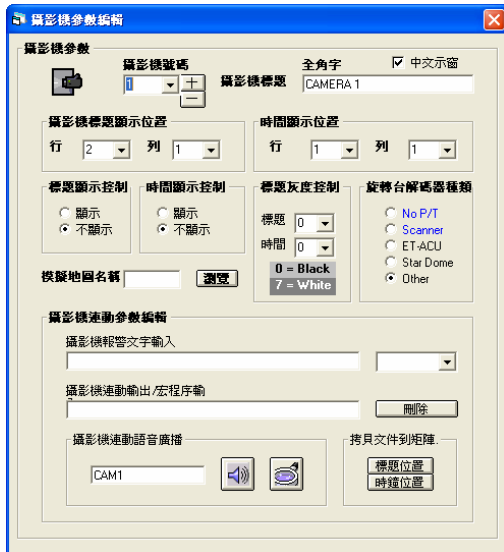 攝影機參數編輯
攝影機參數
攝影機號碼
全角字
中文示窗
1
+
—
攝影機標題
CAMERA 1
攝影機標題顯示位置
時間顯示位置
行 2 列 1
行 1 列 1
標題顯示控制
時間顯示控制
標題灰度控制
旋转台解碼器種類
顯示
不顯示
顯示
不顯示
標題 0
時間 0
0 = Black
7 = White
No P/T
Scanner
ET-ACU
Star Dome
Other
模擬地圖名稱
瀏覽
攝影機連動參數編輯
攝影機報警文字輸入
攝影機連動輸出/宏程序輸
刪除
攝影機連動語音廣播
CAM1
拷貝文件到矩陣.
標題位置
時鐘位置